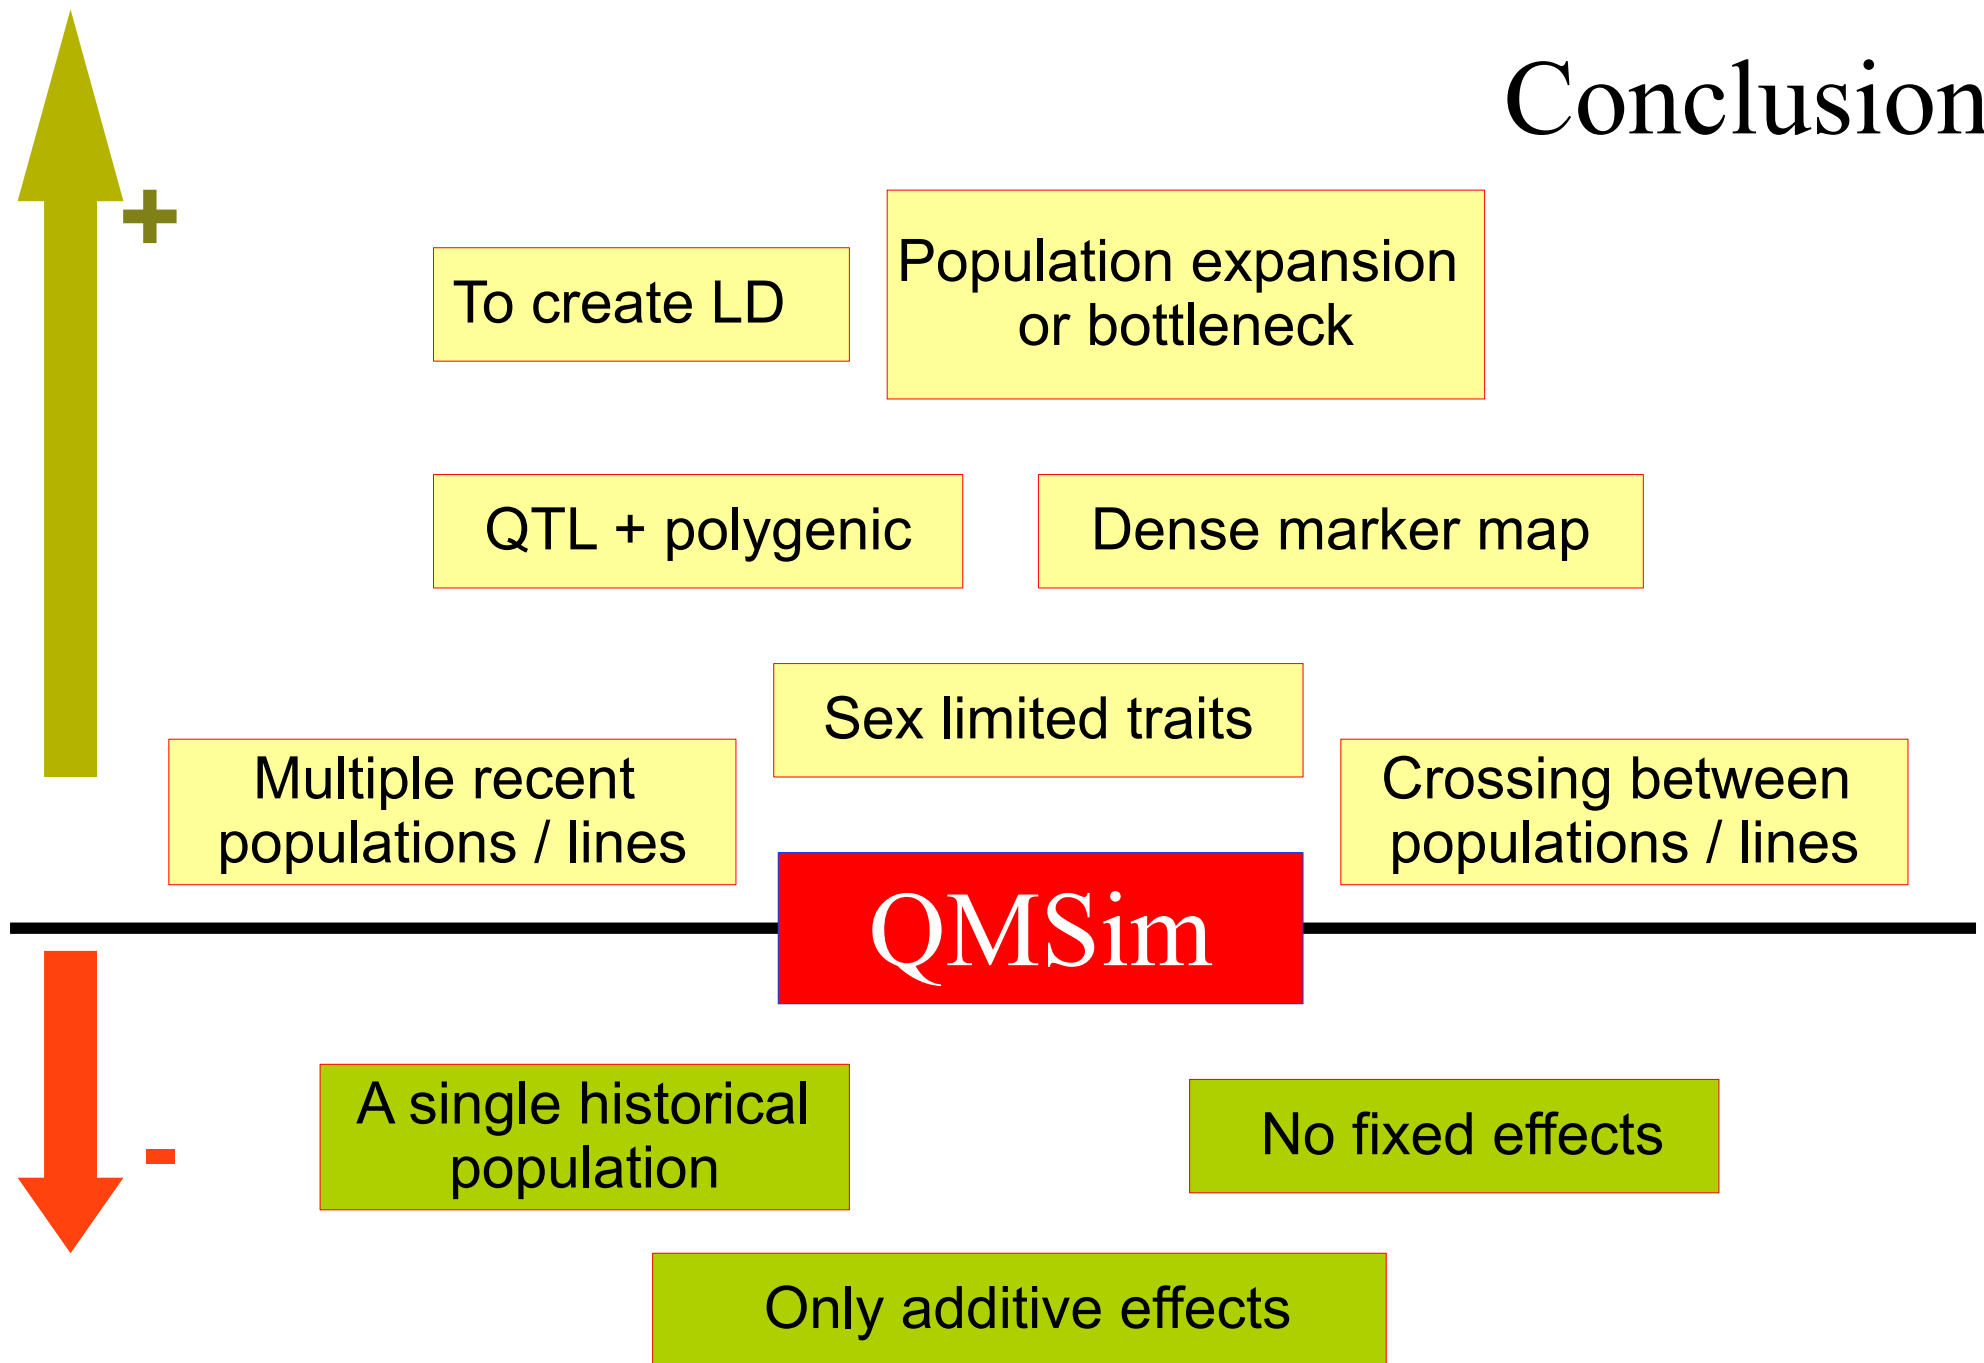 Conclusion
+
To create LD
Population expansion
or bottleneck
QTL + polygenic
Dense marker map
Sex limited traits
Multiple recent
populations / lines
Crossing between
populations / lines
QMSim
-
A single historical
population
No fixed effects
Only additive effects